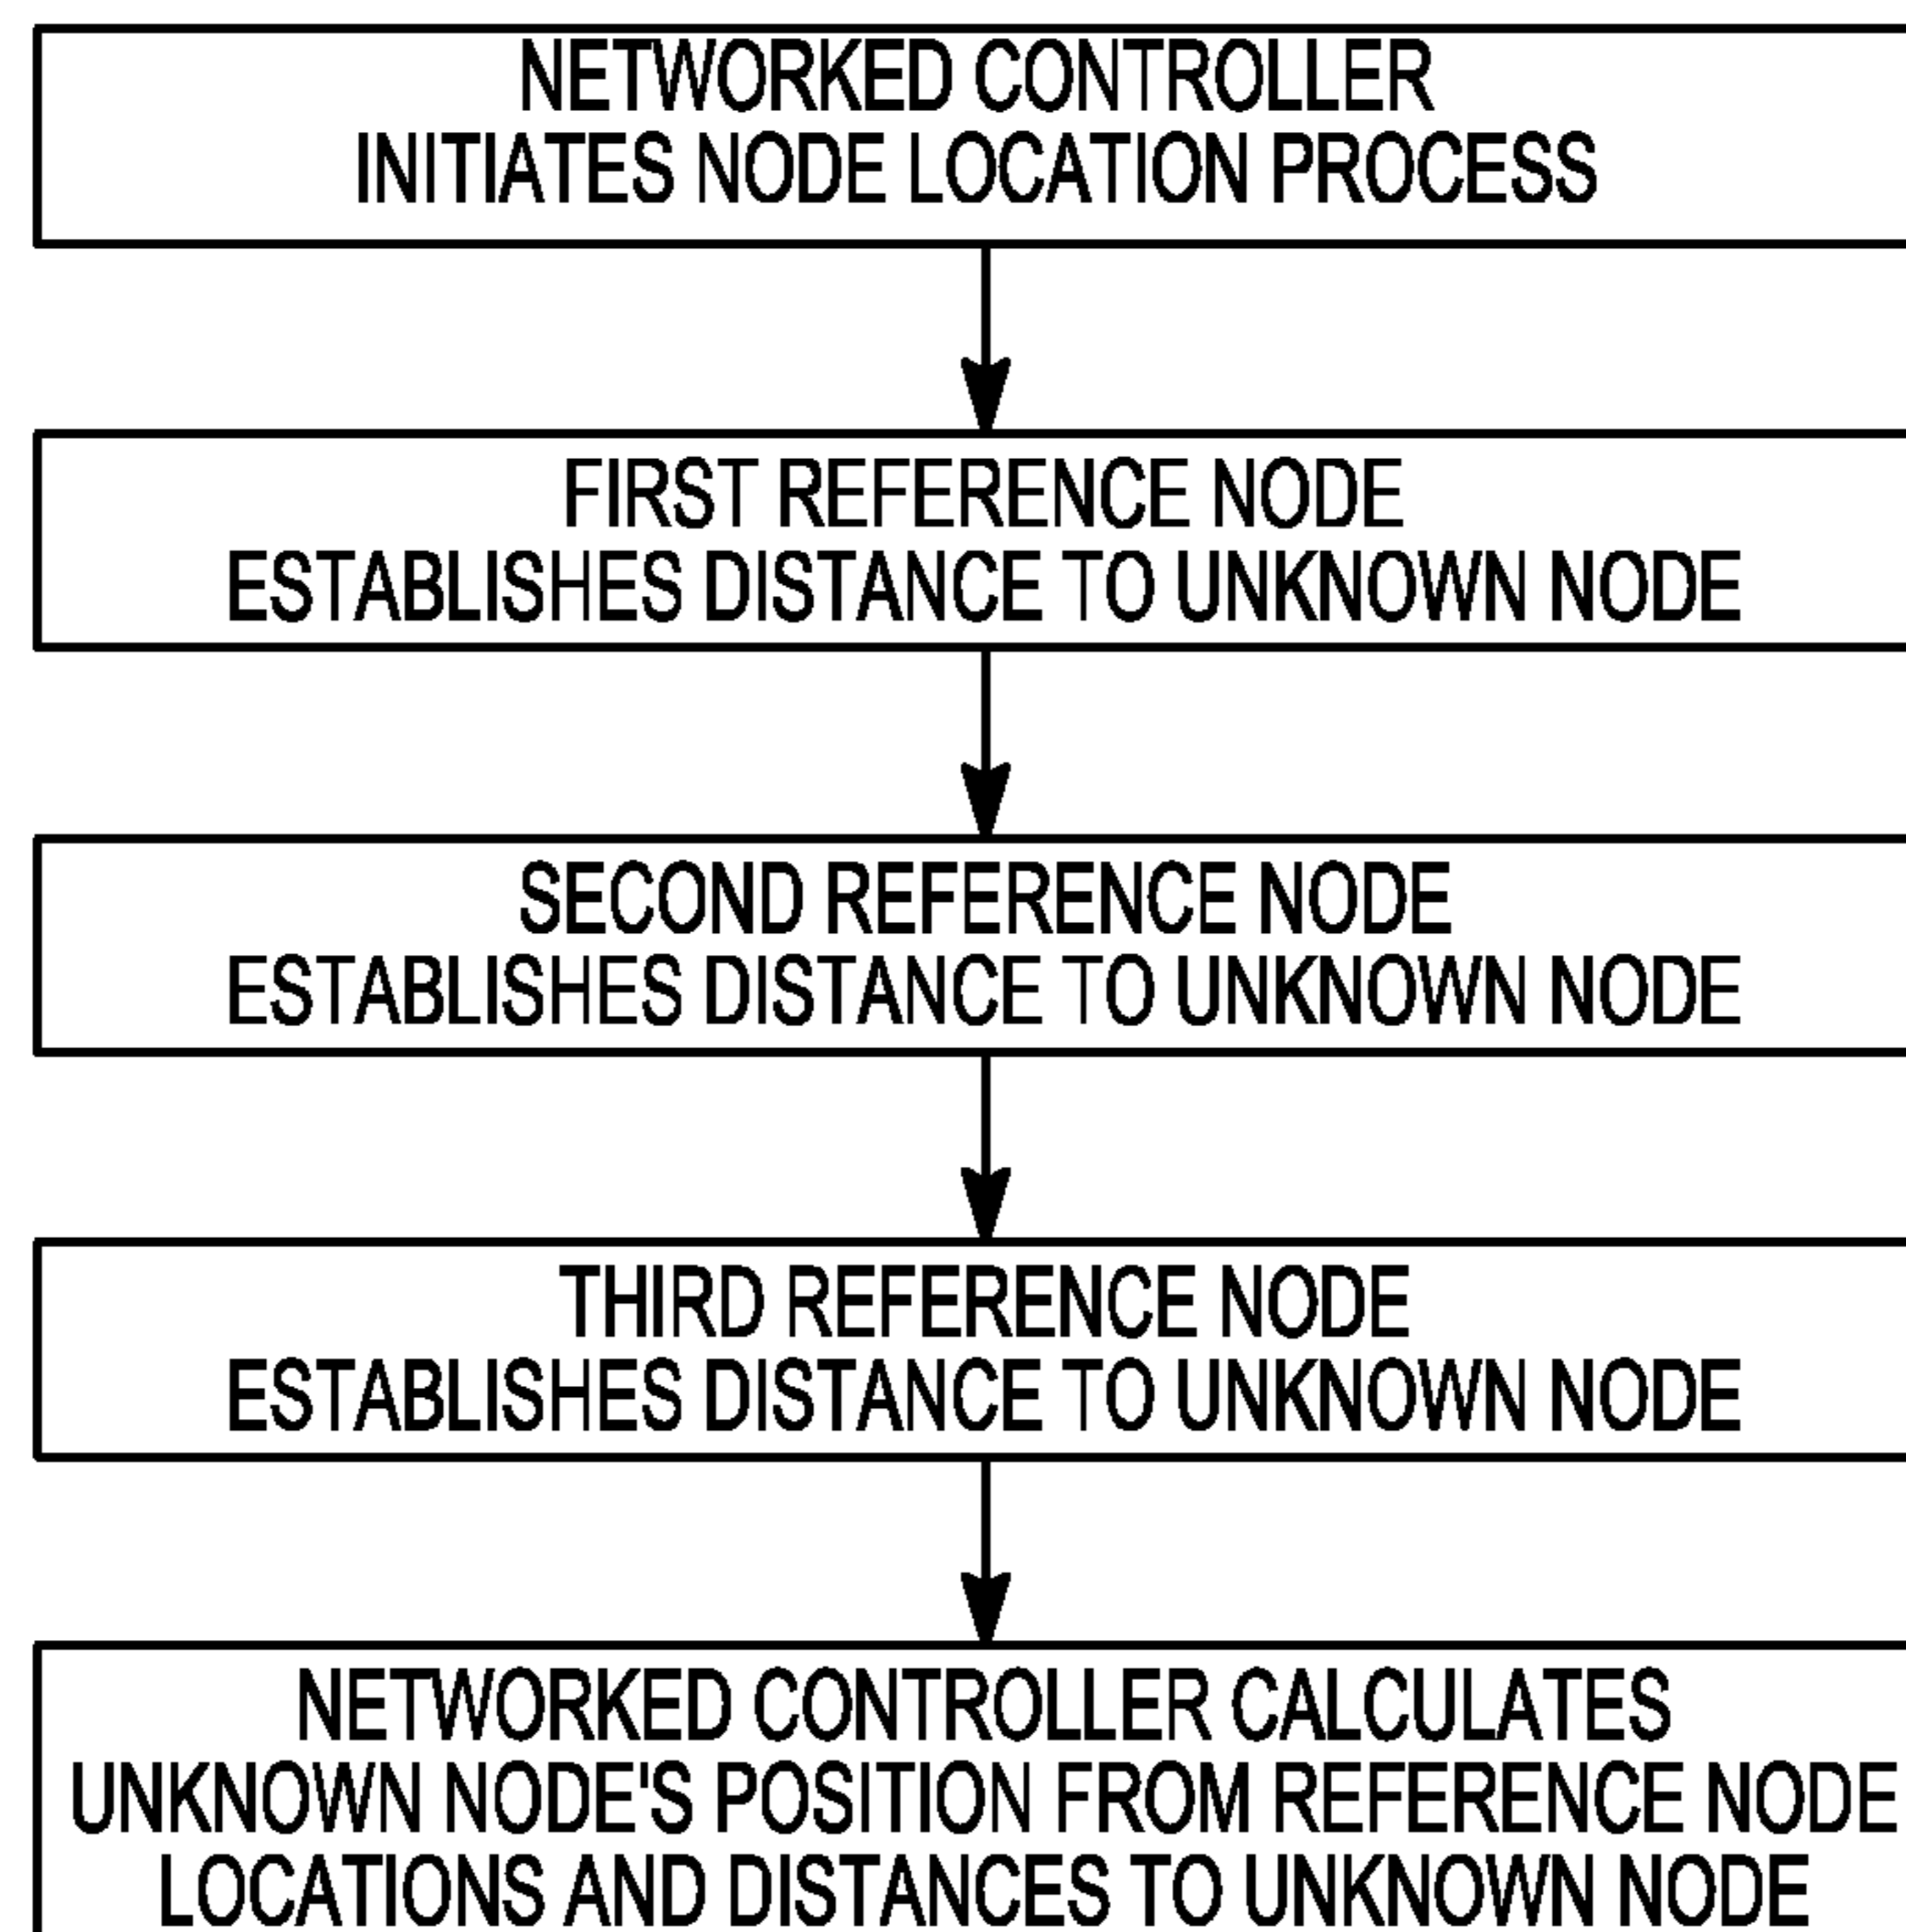 NETWORKED CONTROLLER
INITIATES NODE LOCATION PROCESS
FIRST REFERENCE NODE
ESTABLISHES DISTANCE TO UNKNOWN NODE
SECOND REFERENCE NODE
ESTABLISHES DISTANCE TO UNKNOWN NODE
THIRD REFERENCE NODE
ESTABLISHES DISTANCE TO UNKNOWN NODE
NETWORKED CONTROLLER CALCULATES
UNKNOWN NODE'S POSITION FROM REFERENCE NODE
LOCATIONS AND DISTANCES TO UNKNOWN NODE